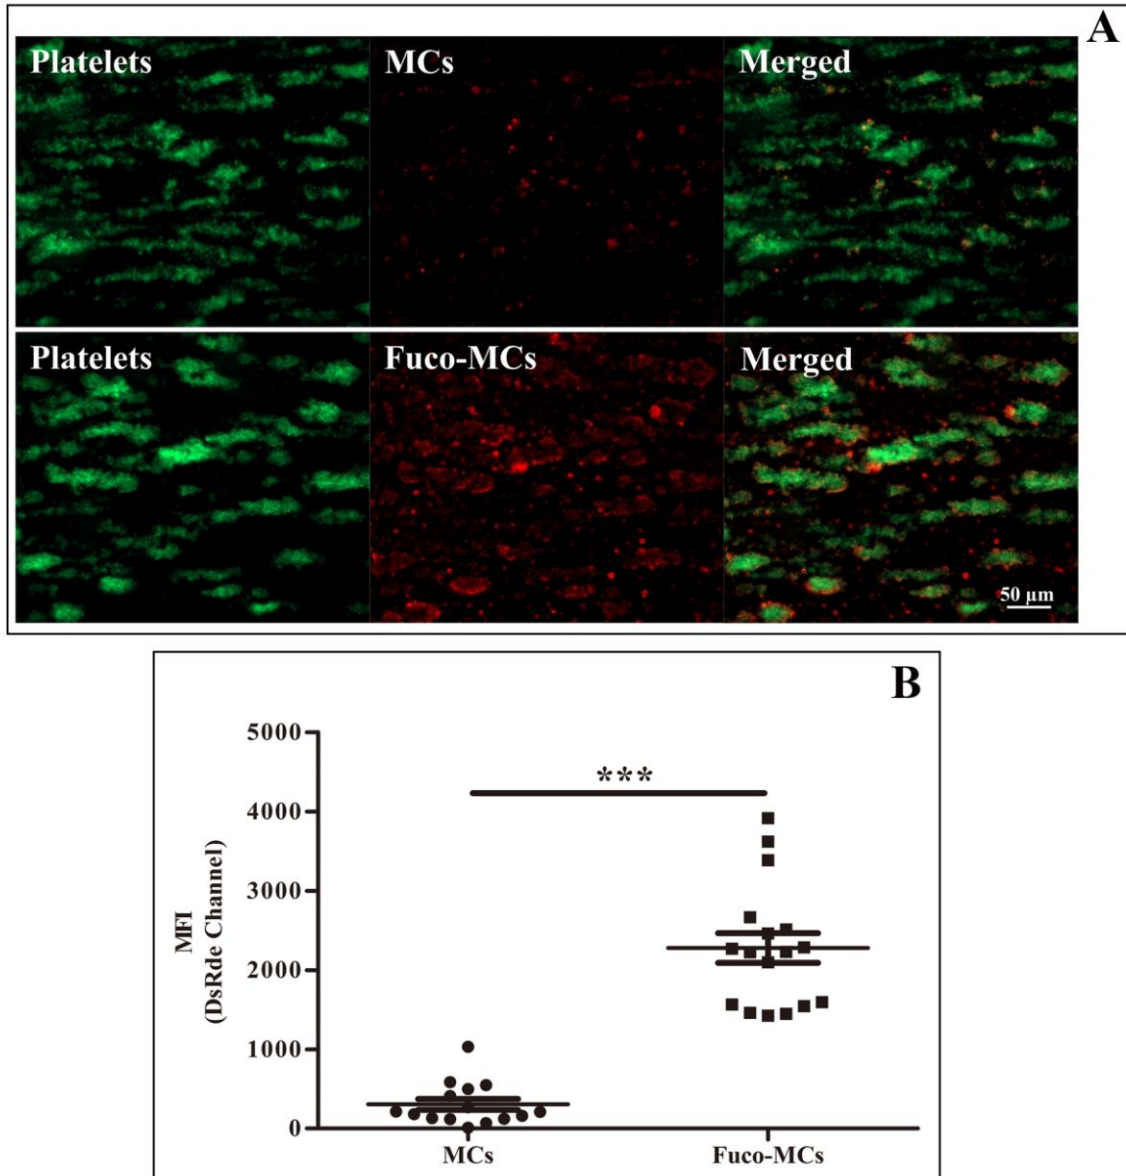 A
Platelets
MCs
Merged
Platelets
Fuco-MCs
Merged
50 µm
B
5000
4000
3000
2000
1000
0
MFI
(DsRde Channel)
***
MCs
Fuco-MCs